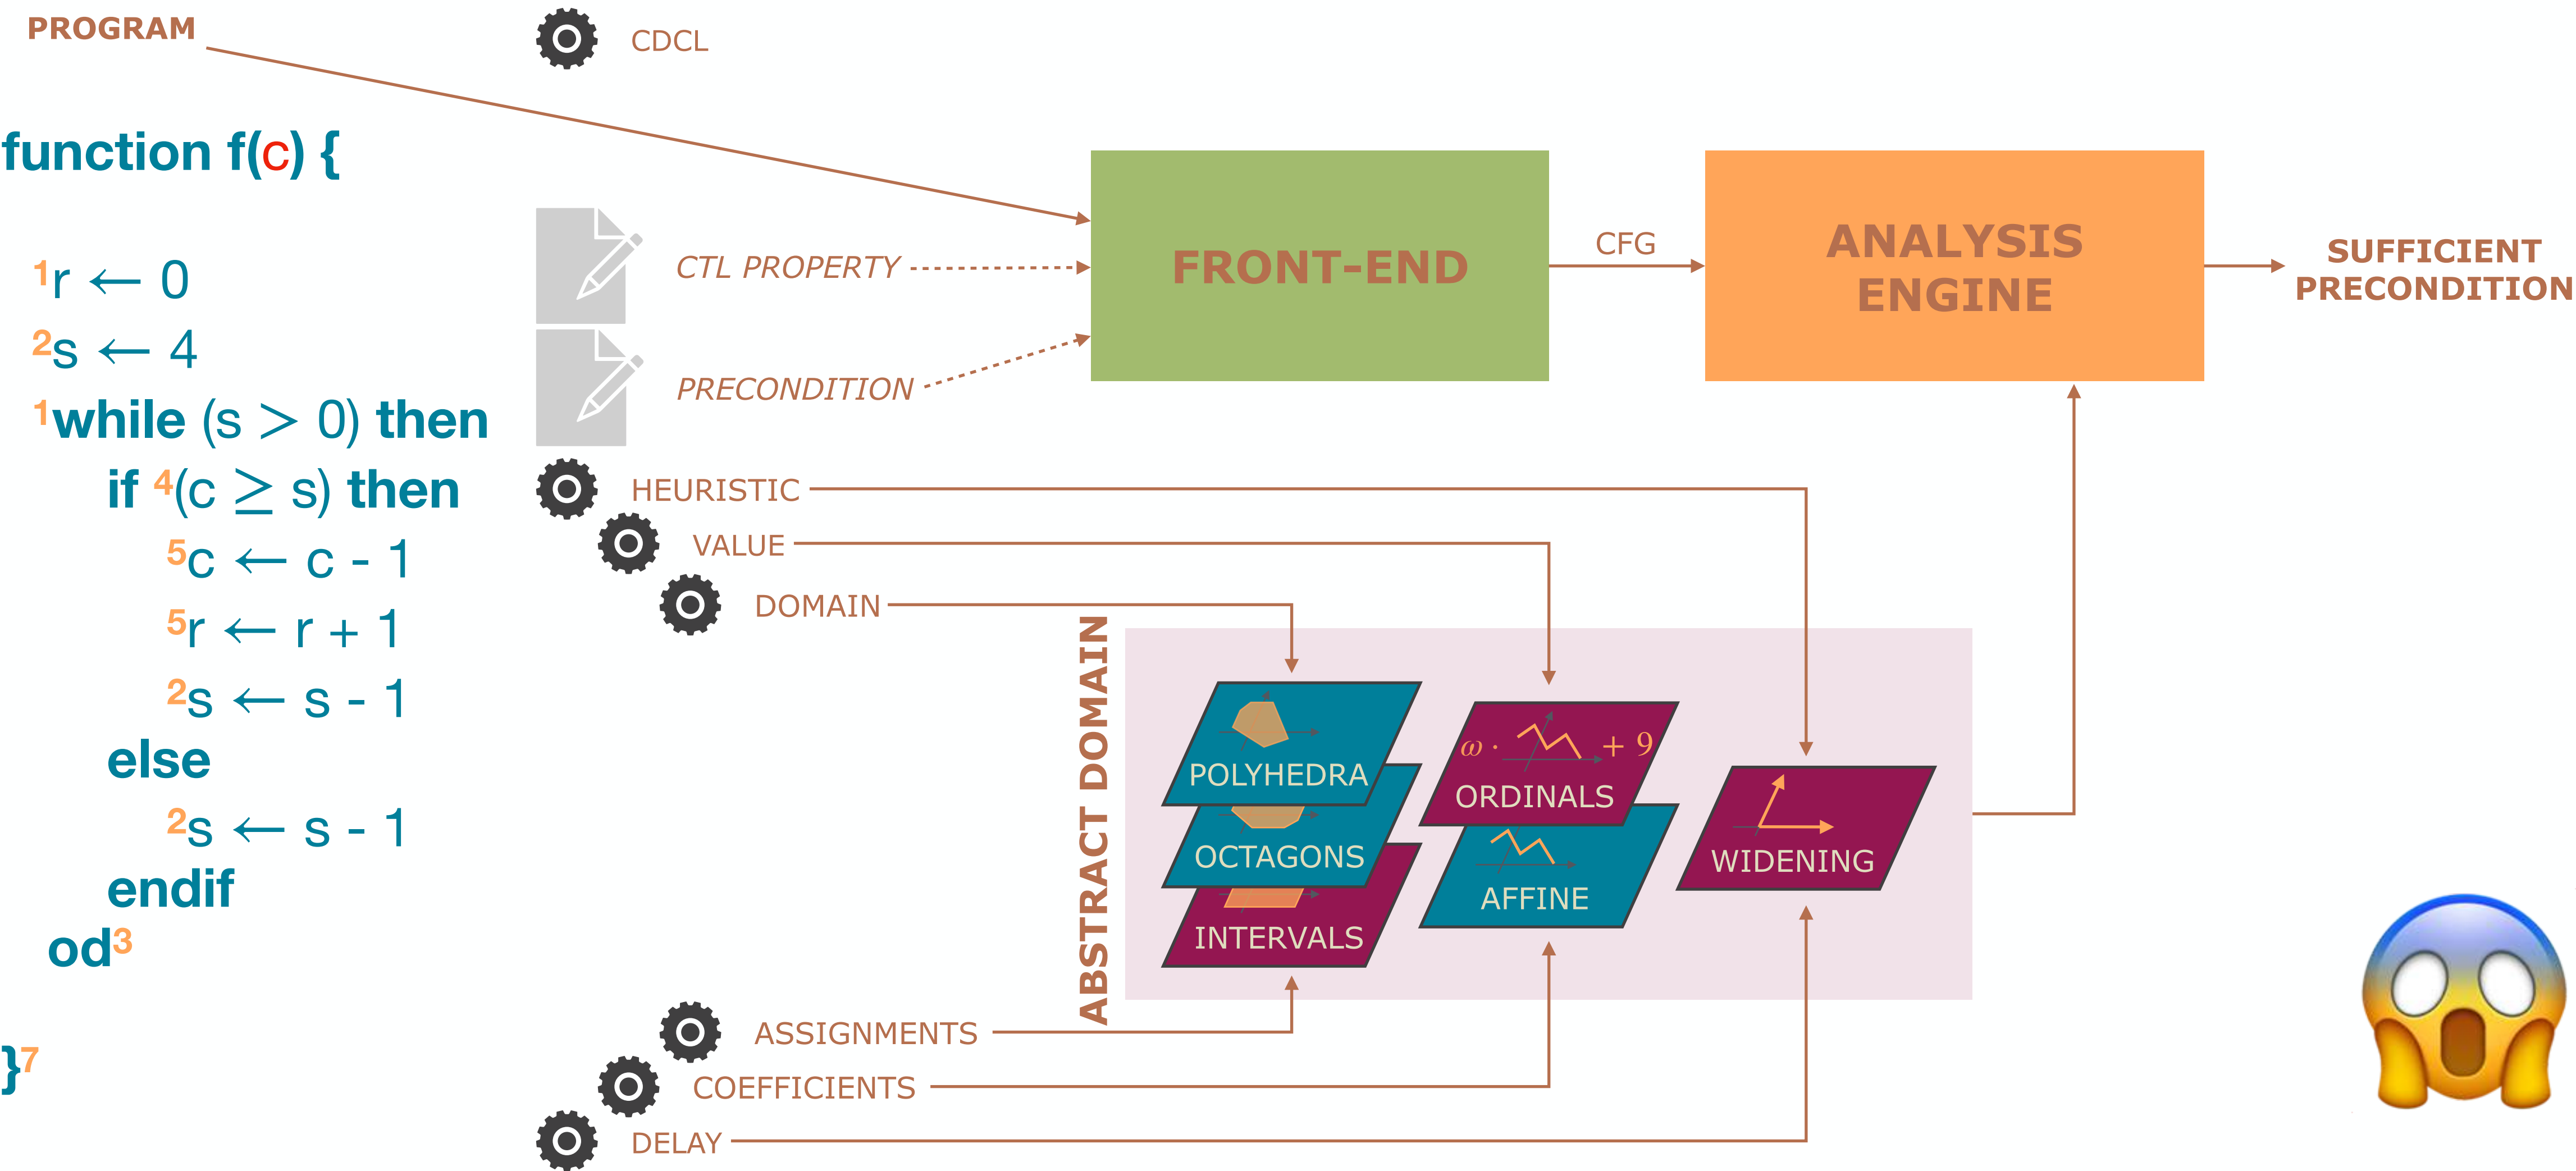 PROGRAM
CDCL
function f(c) {
1r ← 0
2s ← 4
1while (s > 0) then
if 4(c ≥ s) then
5c ← c - 1
5r ← r + 1
2s ← s - 1
else
2s ← s - 1
endif
od3
}7
CTL PROPERTY
PRECONDITION
FRONT-END
CFG
ANALYSIS
ENGINE
SUFFICIENT
PRECONDITION
HEURISTIC
VALUE
DOMAIN
ABSTRACT DOMAIN
POLYHEDRA
OCTAGONS
INTERVALS
ω · + 9
ORDINALS
AFFINE
WIDENING
ASSIGNMENTS
COEFFICIENTS
DELAY